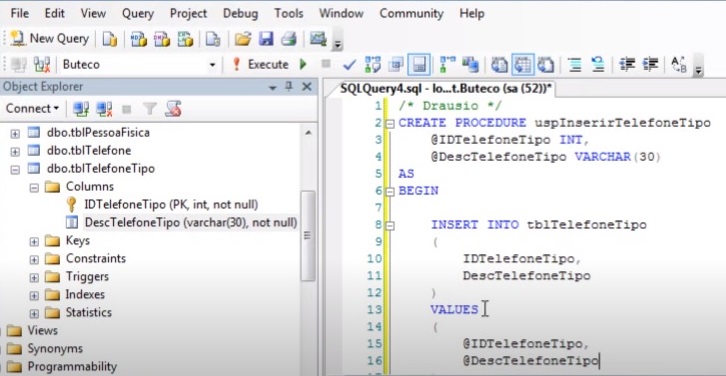 File Edit View Query Project Debug Tools Window Community Help
New Query
Buteco Execute
Object Explorer
Connect
dbo.tblPessoaFisica
dbo.tblTelefone
dbo.tblTelefoneTipo
Columns
IDTelefoneTipo (PK, int, not null)
DescTelefoneTipo (varchar(30), not null)
Keys
Constraints
Triggers
Indexes
Statistics
Views
Synonyms
Programmability
SQLQuery4.sql - lo...t.Buteco (sa (52))*
1 /* Drausio */
2 CREATE PROCEDURE uspInserirTelefoneTipo
3 @IDTelefoneTipo INT,
4 @DescTelefoneTipo VARCHAR(30)
5 AS
6 BEGIN
7
8 INSERT INTO tblTelefoneTipo
9 (
10 IDTelefoneTipo,
11 DescTelefoneTipo
12 )
13 VALUES
14 (
15 @IDTelefoneTipo,
16 @DescTelefoneTipo